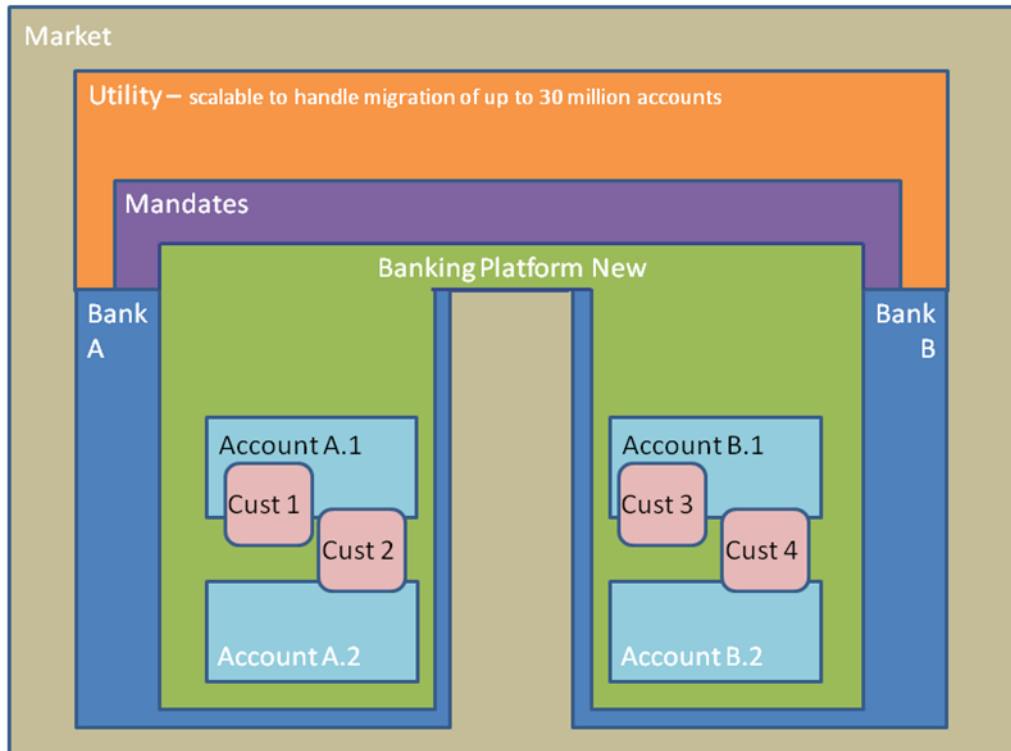 Market
Utility – scalable to handle migration of up to 30 million accounts
Mandates
Banking Platform New
Bank
A
Bank
B
Account A.1
Cust 1
Cust 2
Account A.2
Account B.1
Cust 3
Cust 4
Account B.2